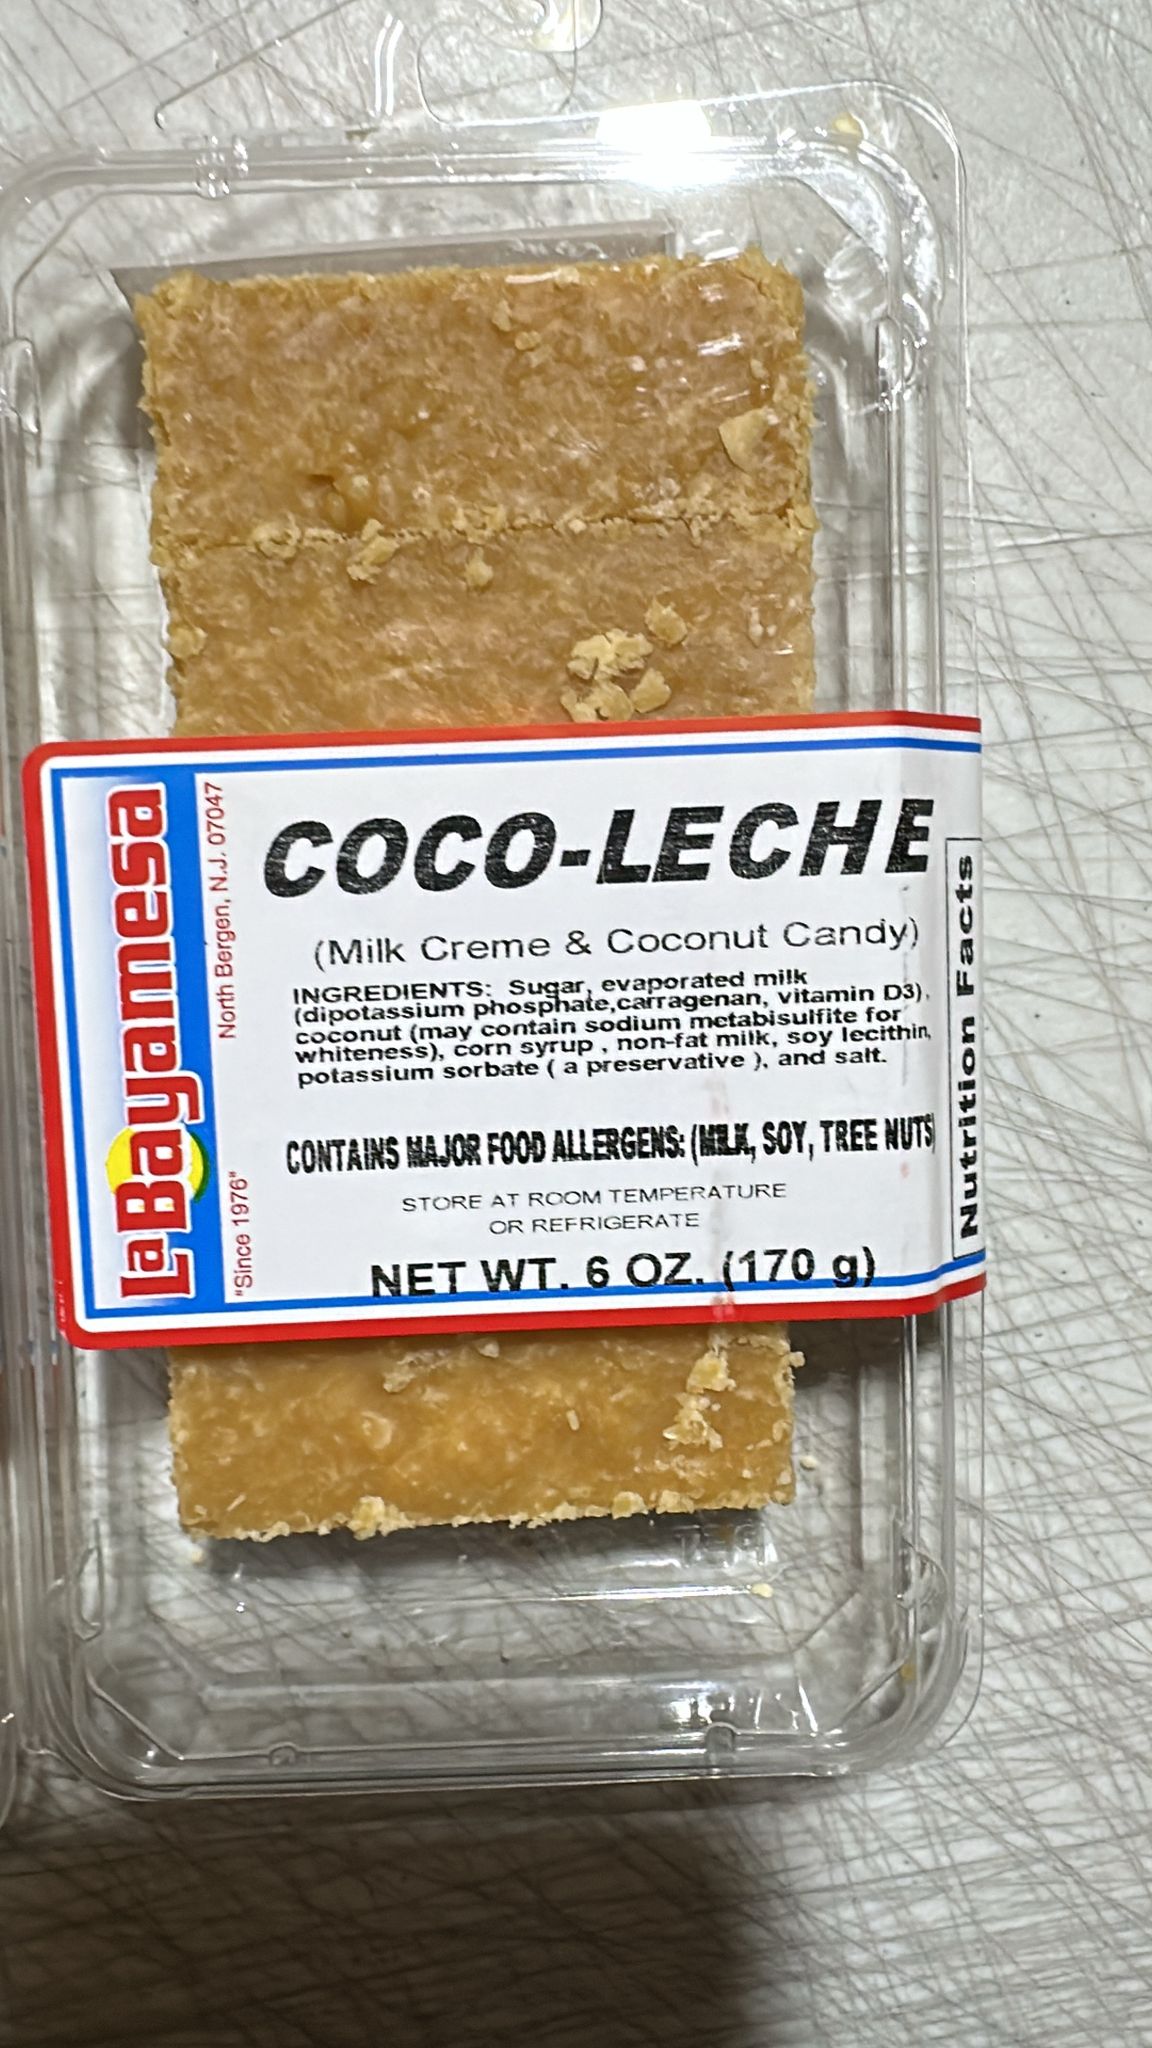 La Bayamesa
North Bergen, N.J. 07047
"Since 1976"
COCO-LECHE
(Milk Creme & Coconut Candy)
INGREDIENTS: Sugar, evaporated milk
(dipotassium phosphate,carragenan, vitamin D3),
coconut (may contain sodium metabisulfite for
whiteness), corn syrup , non-fat milk, soy lecithin,
potassium sorbate ( a preservative ), and salt.
CONTAINS MAJOR FOOD ALLERGENS: (MILK, SOY, TREE NUTS)
STORE AT ROOM TEMPERATURE
OR REFRIGERATE
NET WT. 6 OZ. (170 g)
Nutrition Facts